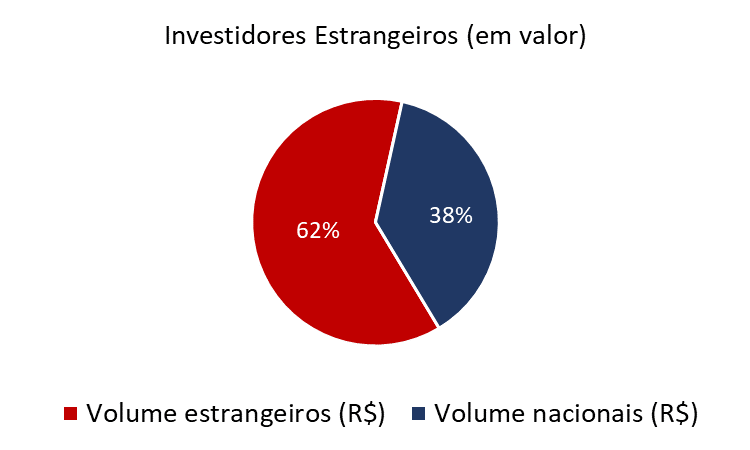 Investidores Estrangeiros (em valor)
38%
62%
Volume estrangeiros (R$) Volume nacionais (R$)